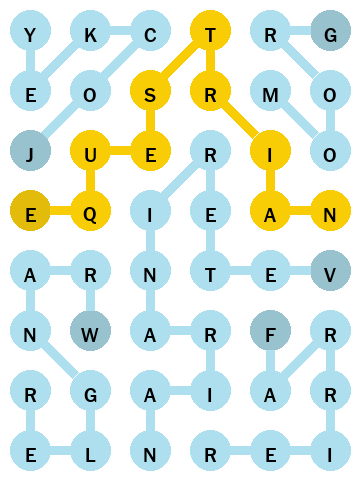 Y K C T R G
E O S R M O
J U E R I O
E Q I E A N
A R N T E V
N W A R F R
R G A I A R
E L N R E I